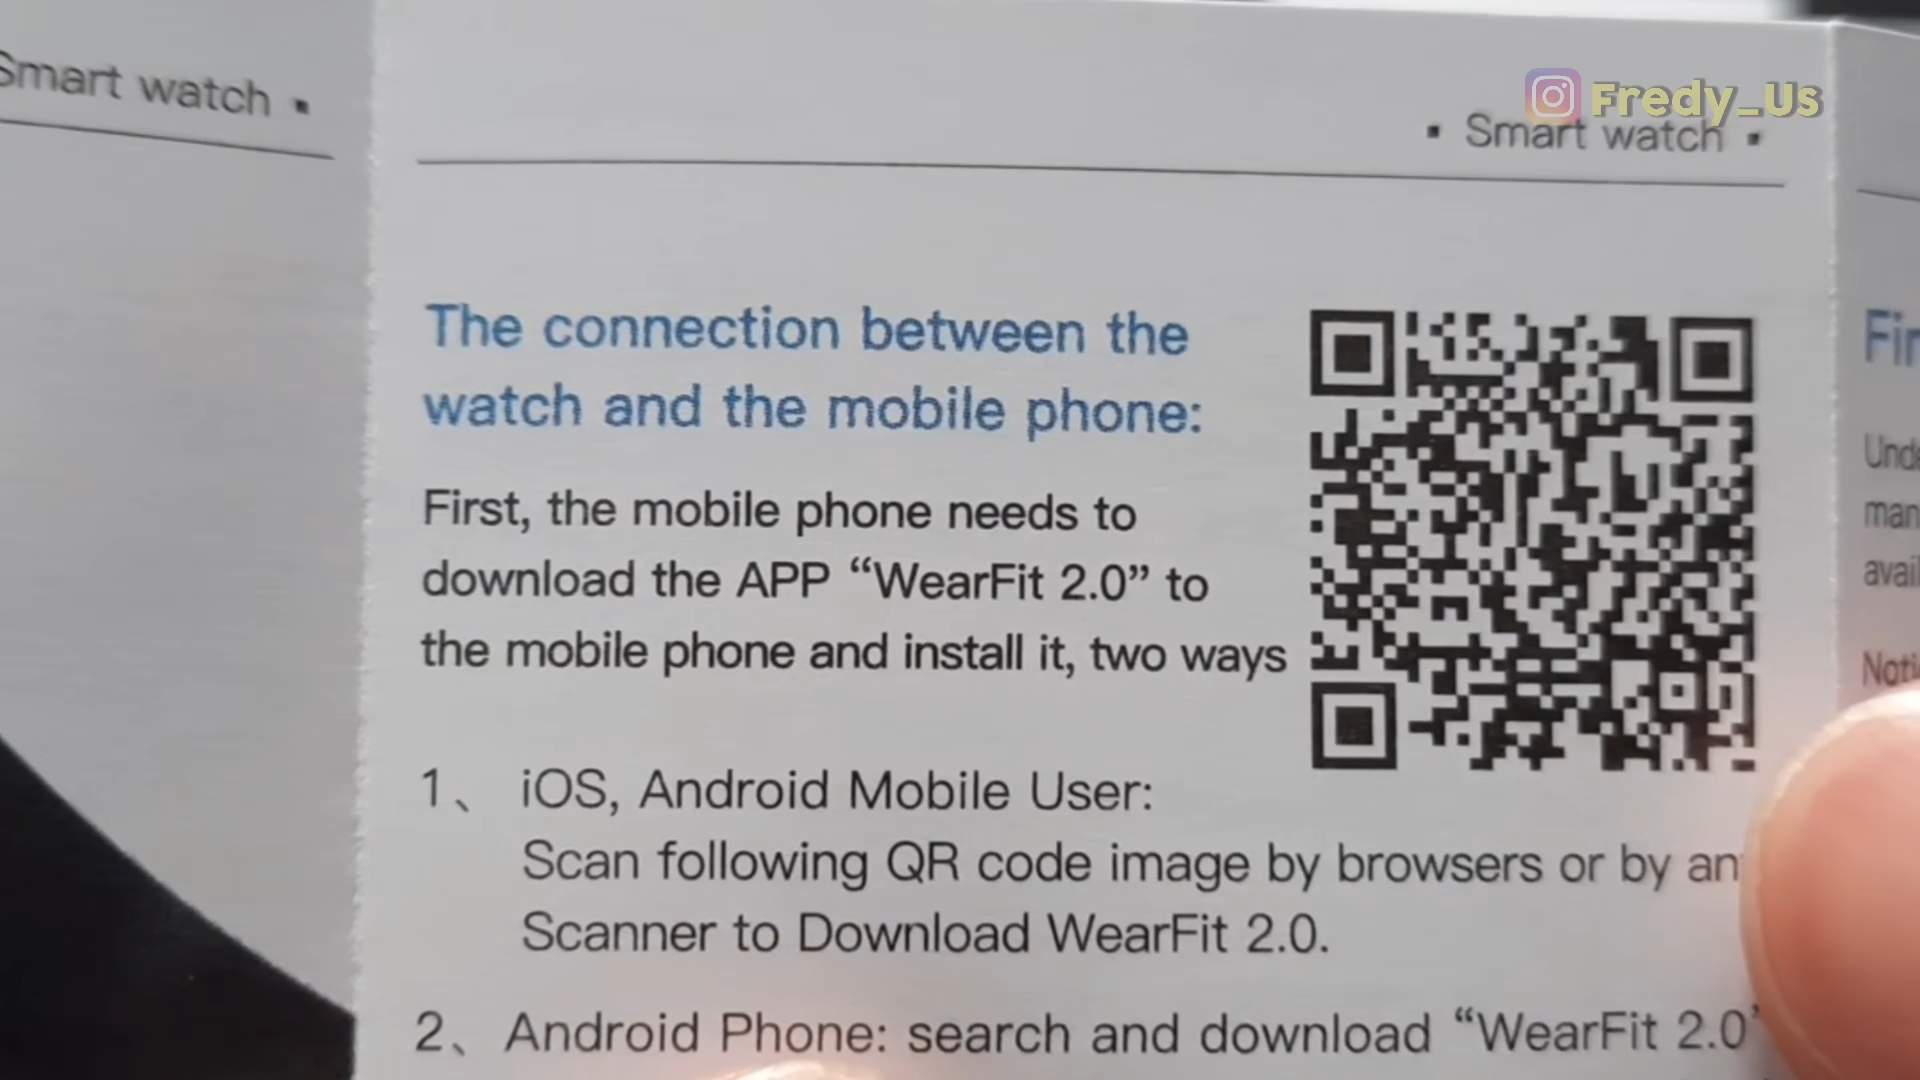 Smart watch ▪
Fredy_Us
▪ Smart watch ▪
The connection between the
watch and the mobile phone:
First, the mobile phone needs to
download the APP “WearFit 2.0” to
the mobile phone and install it, two ways
1、 iOS, Android Mobile User:
Scan following QR code image by browsers or by an
Scanner to Download WearFit 2.0.
2、 Android Phone: search and download “WearFit 2.0”